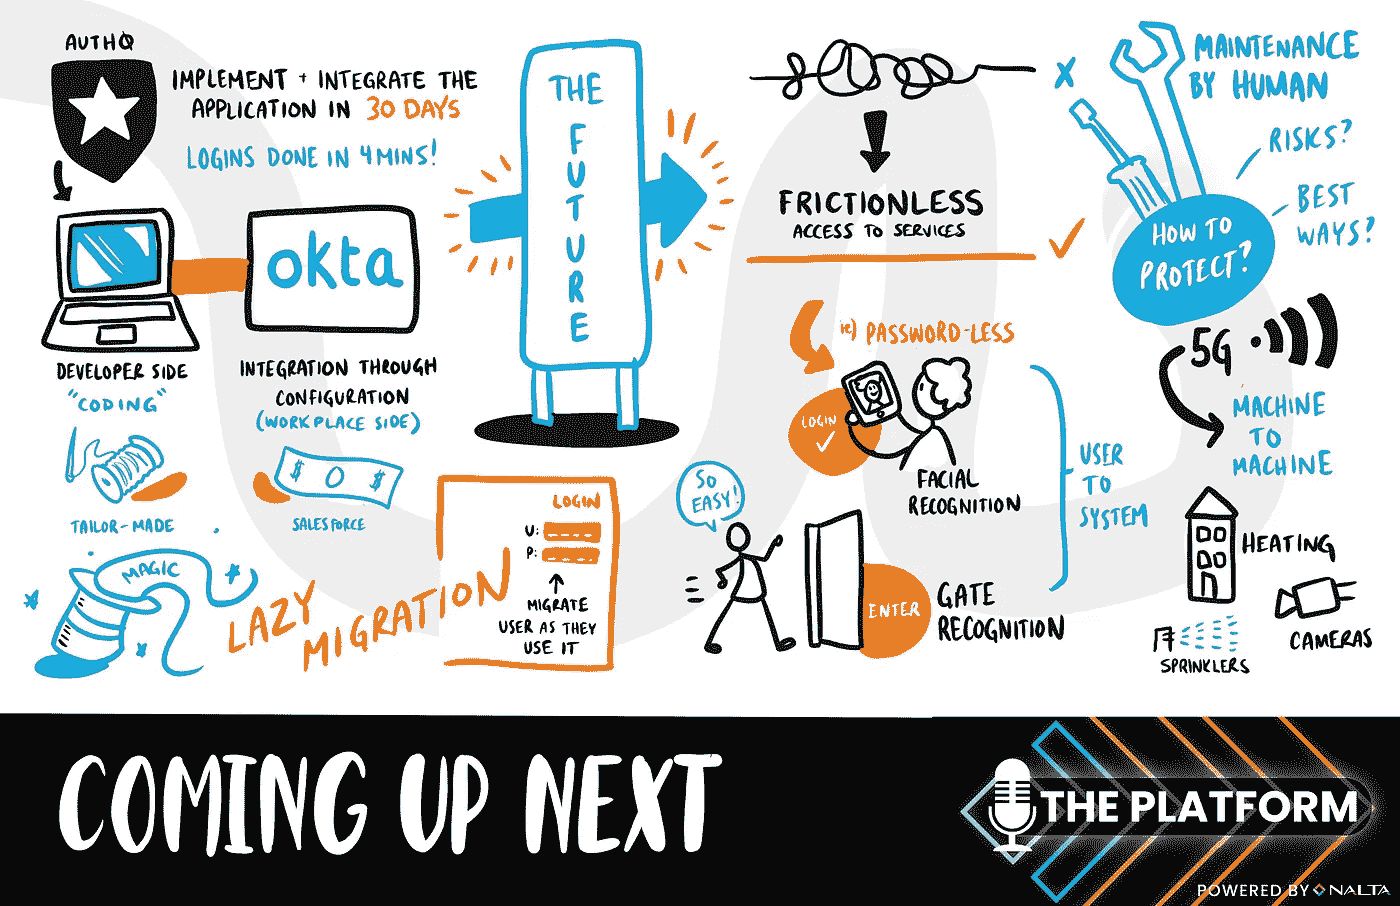 AUTH0
IMPLEMENT + INTEGRATE THE
APPLICATION IN 30 DAYS
LOGINS DONE IN 4 MINS!
okta
DEVELOPER SIDE
"CODING"
TAILOR-MADE
INTEGRATION THROUGH
CONFIGURATION
(WORKPLACE SIDE)
$ 0 $
SALESFORCE
MAGIC
LAZY
MIGRATION
LOGIN
U:
P:
MIGRATE
USER AS THEY
USE IT
THE
FUTURE
FRICTIONLESS
ACCESS TO SERVICES
ie) PASSWORD-LESS
LOGIN
FACIAL
RECOGNITION
SO
EASY!
ENTER
GATE
RECOGNITION
USER
TO
SYSTEM
MAINTENANCE
BY HUMAN
RISKS?
BEST
WAYS?
HOW TO
PROTECT?
5G
MACHINE
TO
MACHINE
HEATING
CAMERAS
SPRINKLERS
COMING UP NEXT
THE PLATFORM
POWERED BY NALTA